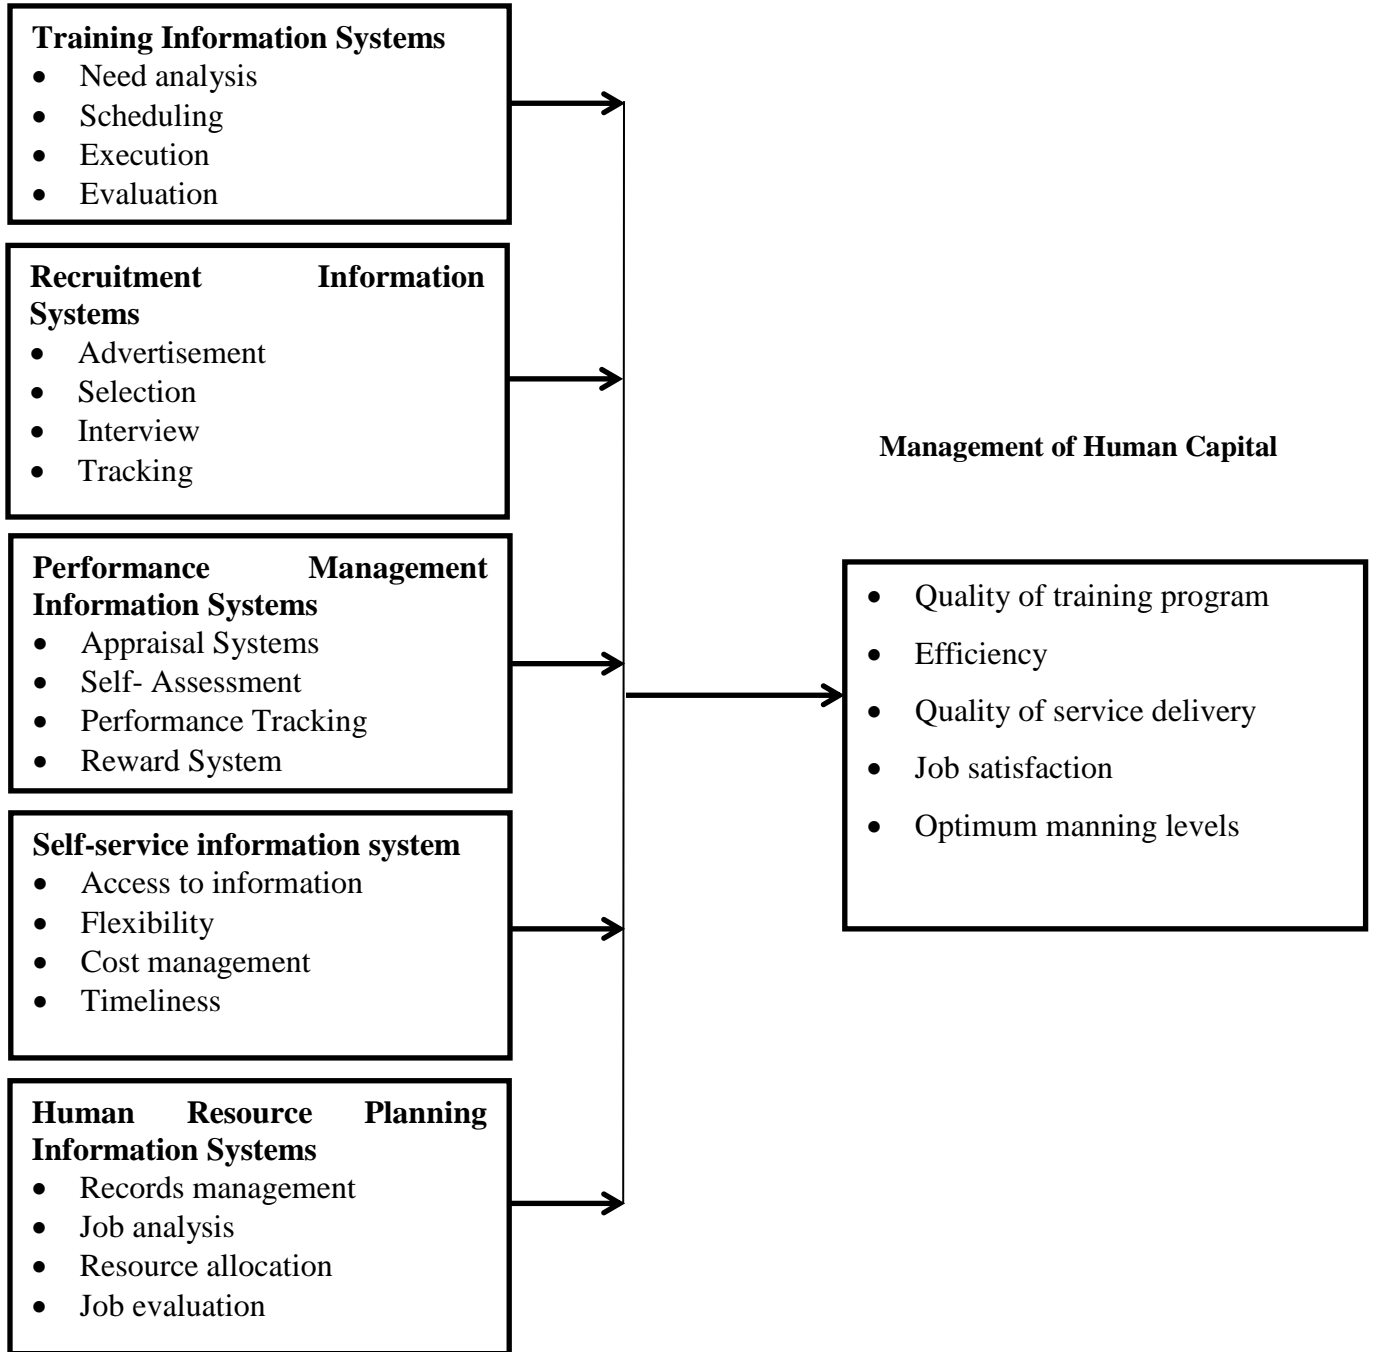 Training Information Systems
• Need analysis
• Scheduling
• Execution
• Evaluation
Recruitment Information
Systems
• Advertisement
• Selection
• Interview
• Tracking
Performance Management
Information Systems
• Appraisal Systems
• Self- Assessment
• Performance Tracking
• Reward System
Self-service information system
• Access to information
• Flexibility
• Cost management
• Timeliness
Human Resource Planning
Information Systems
• Records management
• Job analysis
• Resource allocation
• Job evaluation
Management of Human Capital
• Quality of training program
• Efficiency
• Quality of service delivery
• Job satisfaction
• Optimum manning levels